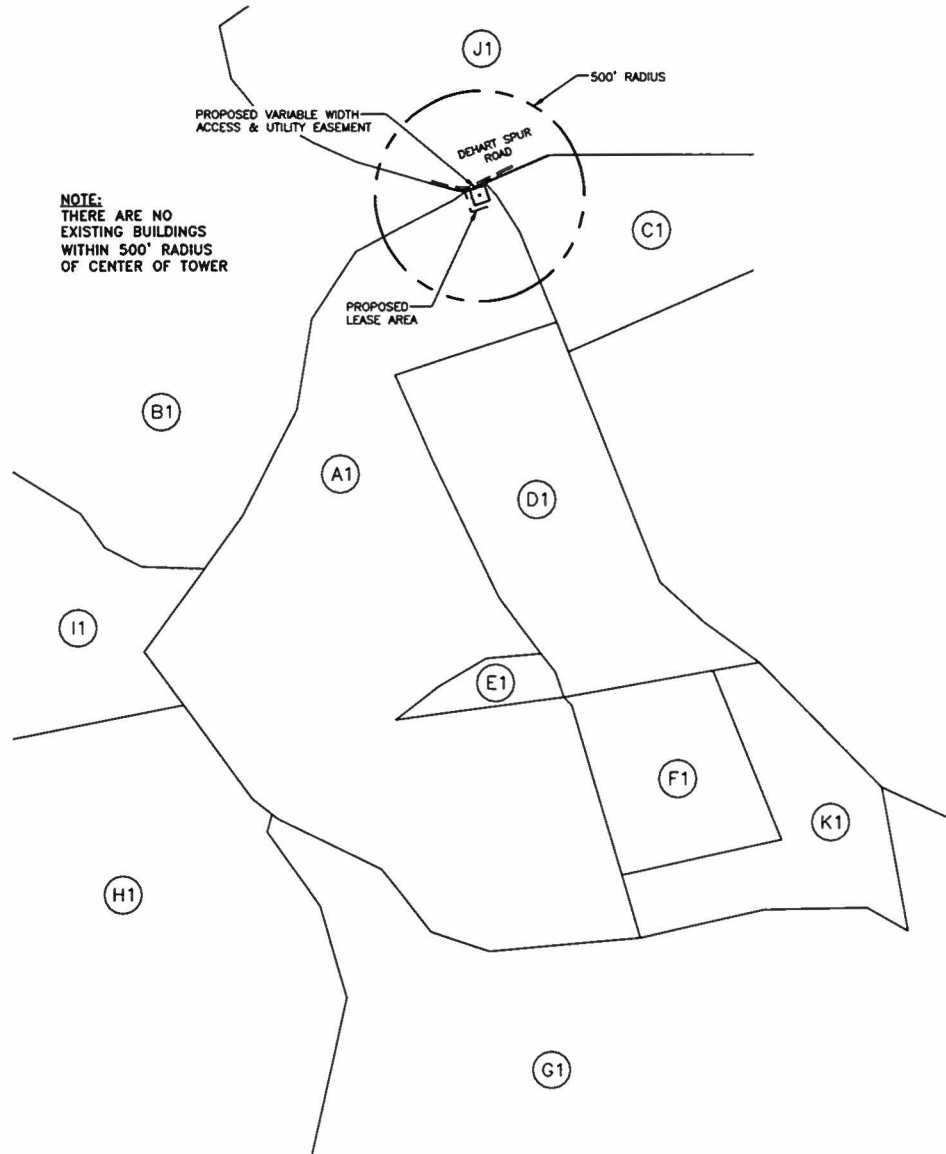 J1
500' RADIUS
PROPOSED VARIABLE WIDTH
ACCESS & UTILITY EASEMENT
DEHART SPUR
ROAD
NOTE:
THERE ARE NO
EXISTING BUILDINGS
WITHIN 500' RADIUS
OF CENTER OF TOWER
C1
PROPOSED
LEASE AREA
B1
A1
D1
I1
E1
F1
K1
H1
G1